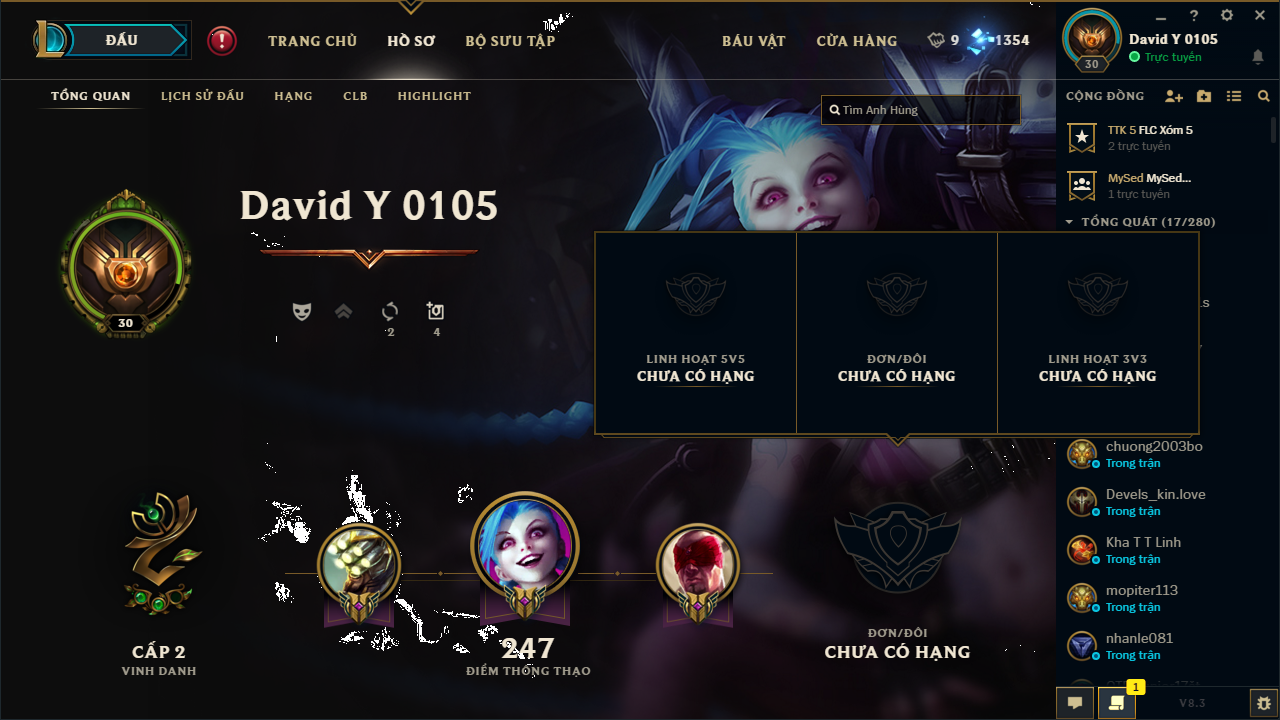 ĐẤU
TRANG CHỦ
HỒ SƠ
BỘ SƯU TẬP
BÁU VẬT
CỬA HÀNG
9
1354
David Y 0105
Trực tuyến
30
TỔNG QUAN
LỊCH SỬ ĐẤU
HẠNG
CLB
HIGHLIGHT
Tìm Anh Hùng
CỘNG ĐỒNG
TTK 5 FLC Xóm 5
2 trực tuyến
MySed MySed...
1 trực tuyến
TỔNG QUÁT (17/280)
David Y 0105
30
2
4
LINH HOẠT 5V5
CHƯA CÓ HẠNG
ĐƠN/ĐÔI
CHƯA CÓ HẠNG
LINH HOẠT 3V3
CHƯA CÓ HẠNG
chuong2003bo
Trong trận
Devels_kin.love
Trong trận
Kha T T Linh
Trong trận
mopiter113
Trong trận
nhanle081
Trong trận
CẤP 2
VINH DANH
247
ĐIỂM THÔNG THẠO
ĐƠN/ĐÔI
CHƯA CÓ HẠNG
1
V8.3